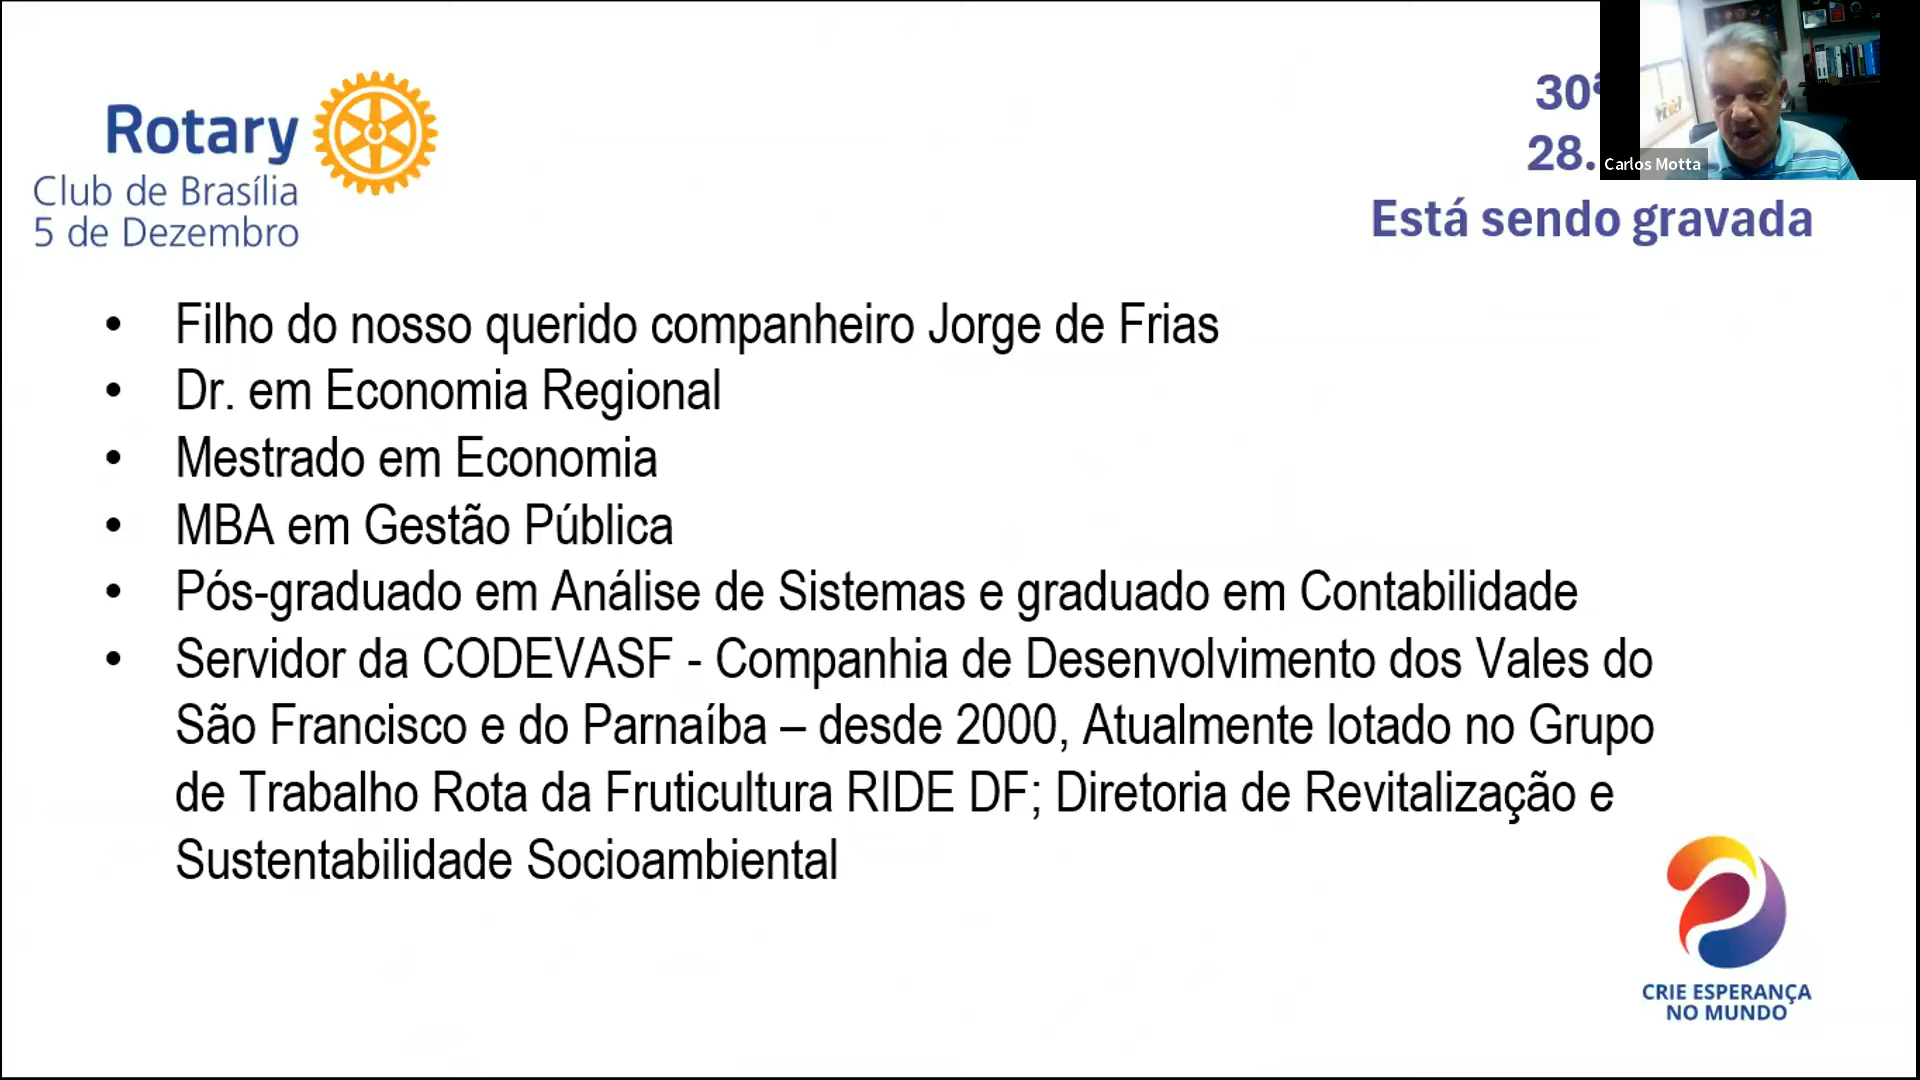 Rotary
Club de Brasília
5 de Dezembro
30ª
28.
Carlos Motta
Está sendo gravada
• Filho do nosso querido companheiro Jorge de Frias
• Dr. em Economia Regional
• Mestrado em Economia
• MBA em Gestão Pública
• Pós-graduado em Análise de Sistemas e graduado em Contabilidade
• Servidor da CODEVASF - Companhia de Desenvolvimento dos Vales do
São Francisco e do Parnaíba – desde 2000, Atualmente lotado no Grupo
de Trabalho Rota da Fruticultura RIDE DF; Diretoria de Revitalização e
Sustentabilidade Socioambiental
CRIE ESPERANÇA
NO MUNDO